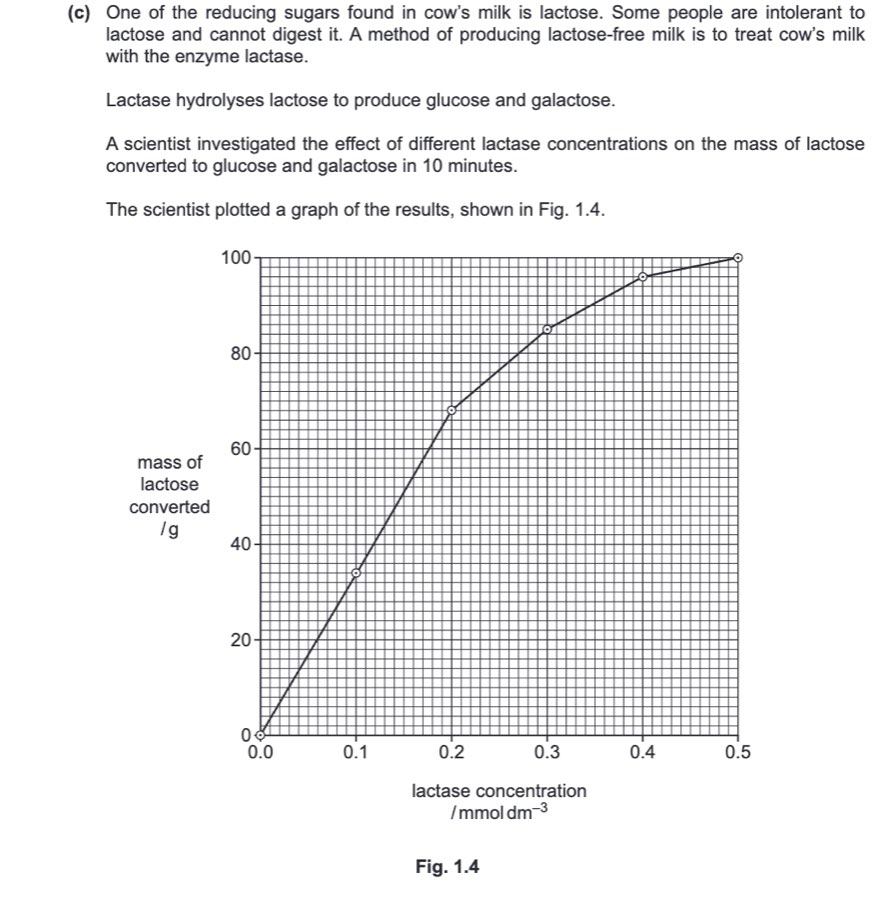 (c) One of the reducing sugars found in cow's milk is lactose. Some people are intolerant to
lactose and cannot digest it. A method of producing lactose-free milk is to treat cow's milk
with the enzyme lactase.
Lactase hydrolyses lactose to produce glucose and galactose.
A scientist investigated the effect of different lactase concentrations on the mass of lactose
converted to glucose and galactose in 10 minutes.
The scientist plotted a graph of the results, shown in Fig. 1.4.
100
80
60
mass of
lactose
converted
/g
40
20
0
0.0 0.1 0.2 0.3 0.4 0.5
lactase concentration
/mmol dm⁻³
Fig. 1.4